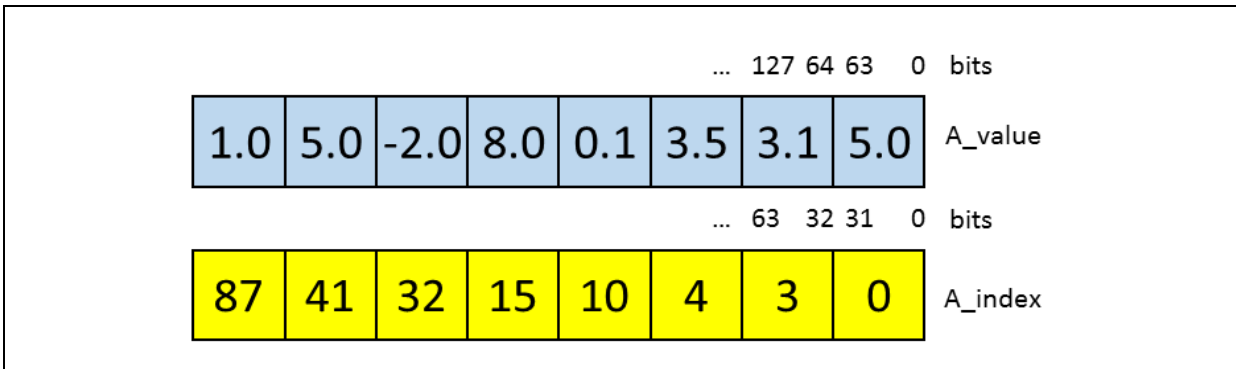 ... 127 64 63 0 bits
1.0 5.0 -2.0 8.0 0.1 3.5 3.1 5.0 A_value
... 63 32 31 0 bits
87 41 32 15 10 4 3 0 A_index